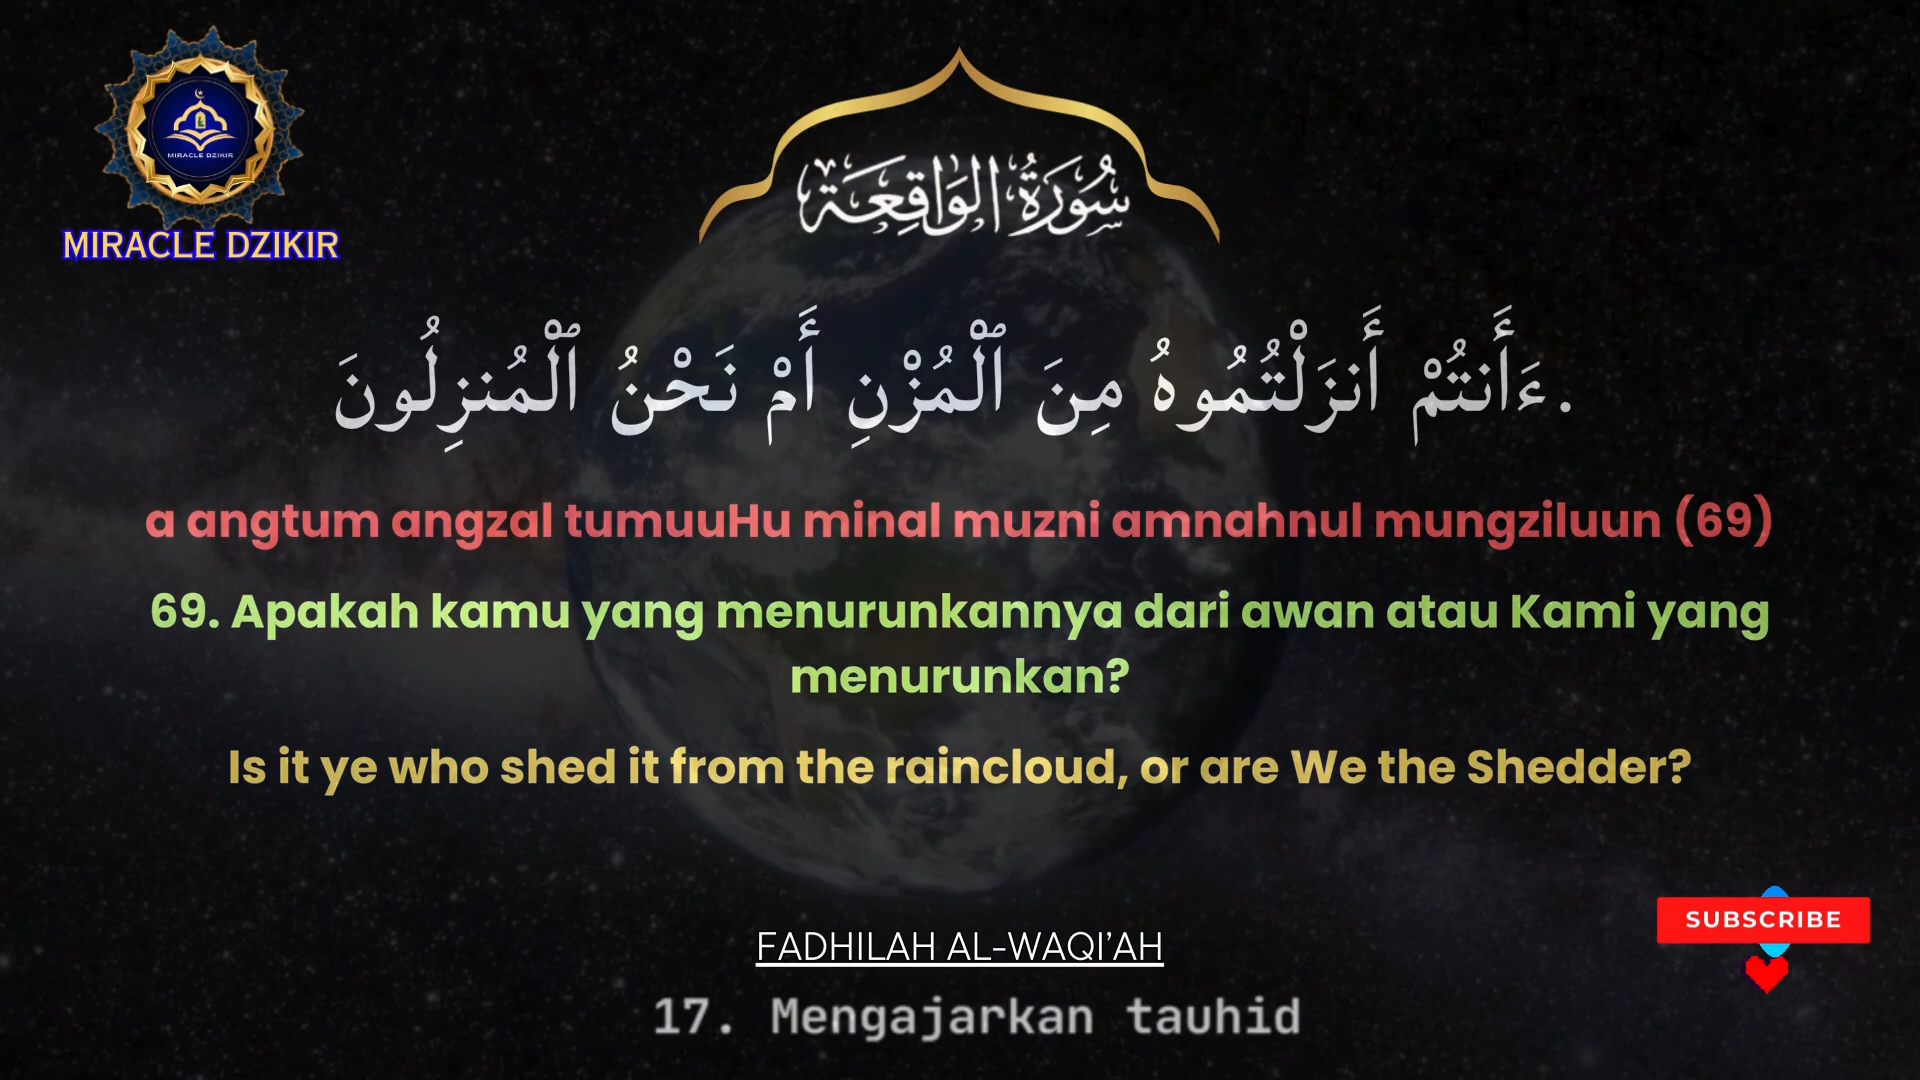 MIRACLE DZIKIR
MIRACLE DZIKIR
سُورَةُ الوَاقِعَة
.ءَأَنتُمْ أَنزَلْتُمُوهُ مِنَ ٱلْمُزْنِ أَمْ نَحْنُ ٱلْمُنزِلُونَ
a angtum angzal tumuuHu minal muzni amnahnul mungziluun (69)
69. Apakah kamu yang menurunkannya dari awan atau Kami yang
menurunkan?
Is it ye who shed it from the raincloud, or are We the Shedder?
SUBSCRIBE
FADHILAH AL-WAQI’AH
17. Mengajarkan tauhid